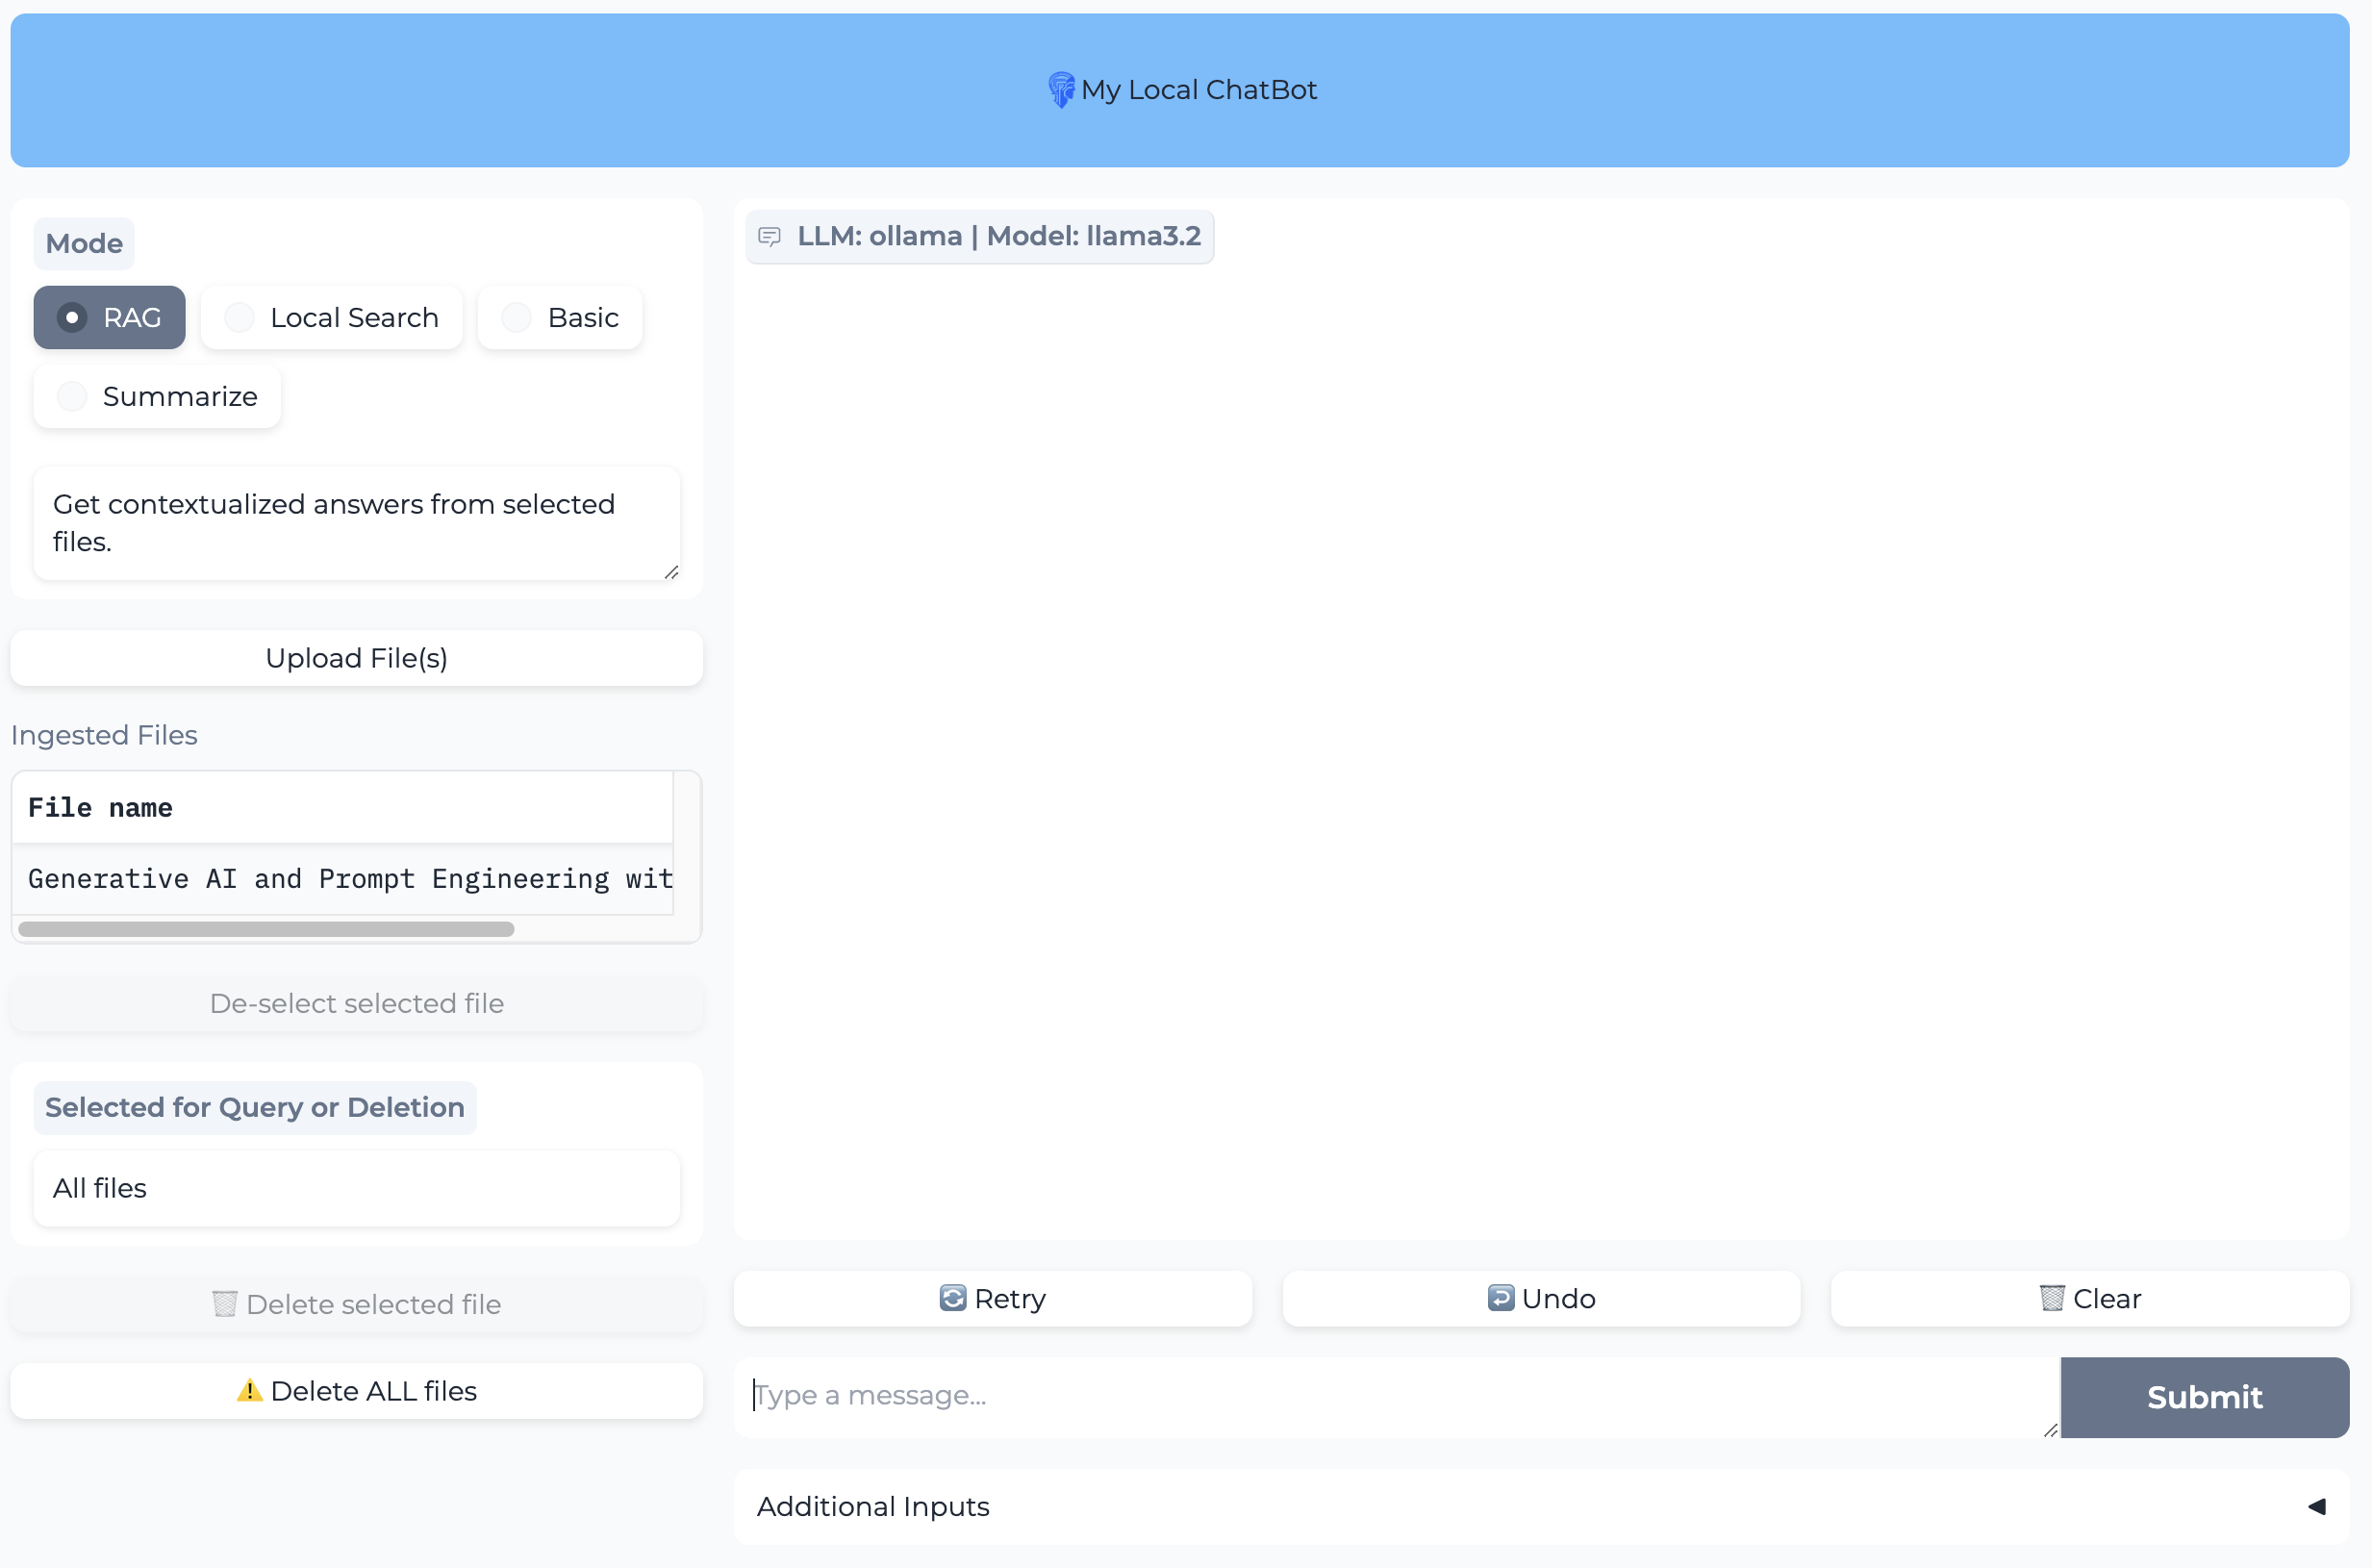 My Local ChatBot
Mode
RAG
Local Search
Basic
Summarize
Get contextualized answers from selected
files.
Upload File(s)
Ingested Files
File name
Generative AI and Prompt Engineering wit
De-select selected file
Selected for Query or Deletion
All files
Delete selected file
Delete ALL files
LLM: ollama | Model: llama3.2
Retry
Undo
Clear
Type a message...
Submit
Additional Inputs